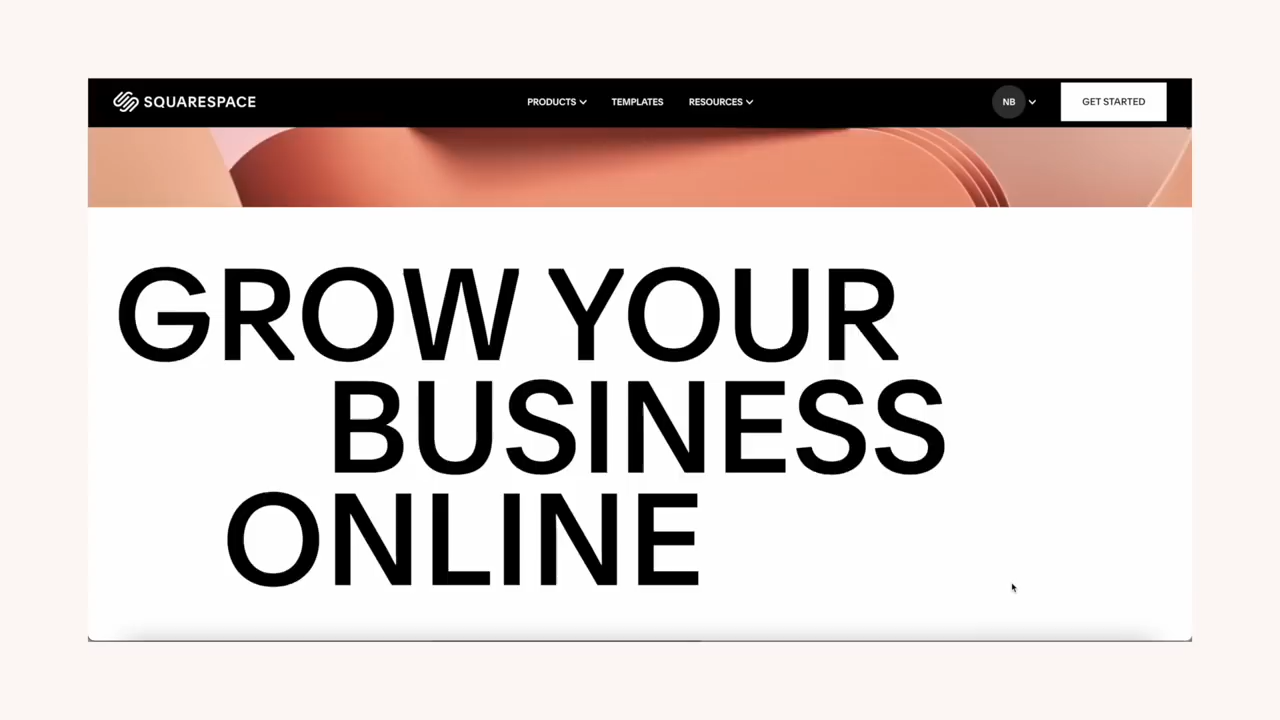 SQUARESPACE PRODUCTS TEMPLATES RESOURCES NB GET STARTED
GROW YOUR
BUSINESS
ONLINE